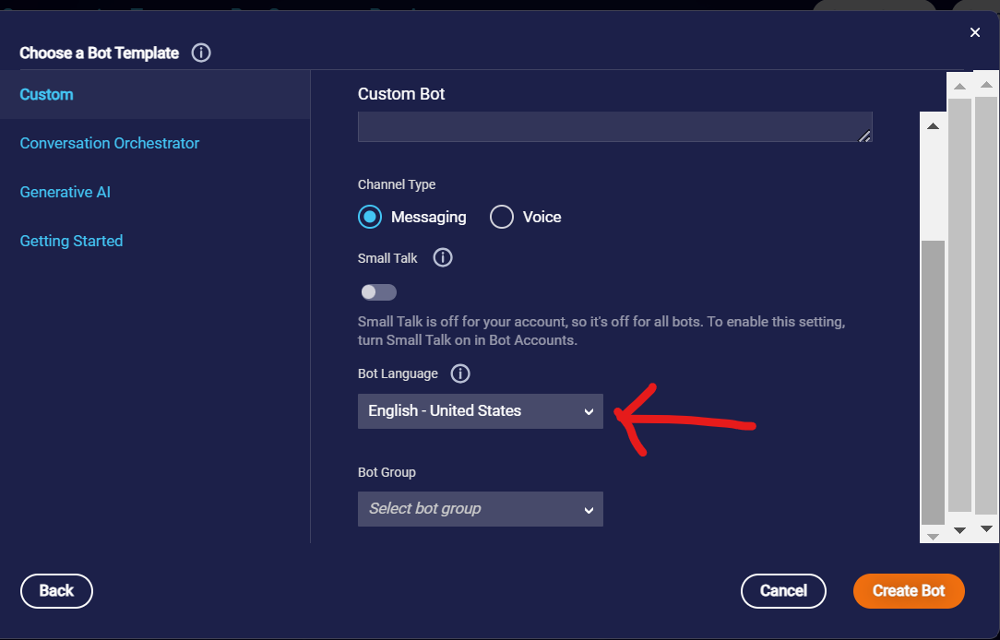 Choose a Bot Template
Custom
Conversation Orchestrator
Generative AI
Getting Started
Custom Bot
Channel Type
Messaging Voice
Small Talk
Small Talk is off for your account, so it's off for all bots. To enable this setting,
turn Small Talk on in Bot Accounts.
Bot Language
English - United States
Bot Group
Select bot group
Back
Cancel
Create Bot